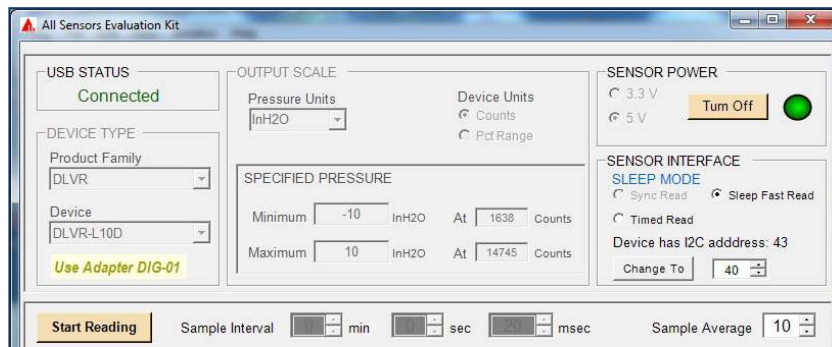 All Sensors Evaluation Kit
USB STATUS
Connected
DEVICE TYPE
Product Family
DLVR
Device
DLVR-L10D
Use Adapter DIG-01
OUTPUT SCALE
Pressure Units
InH2O
Device Units
Counts
Pct Range
SPECIFIED PRESSURE
Minimum -10 InH2O At 1638 Counts
Maximum 10 InH2O At 14745 Counts
SENSOR POWER
3.3 V
5 V
Turn Off
SENSOR INTERFACE
SLEEP MODE
Sync Read Sleep Fast Read
Timed Read
Device has I2C adddress: 43
Change To 40
Start Reading Sample Interval 0 min 0 sec 20 msec Sample Average 10